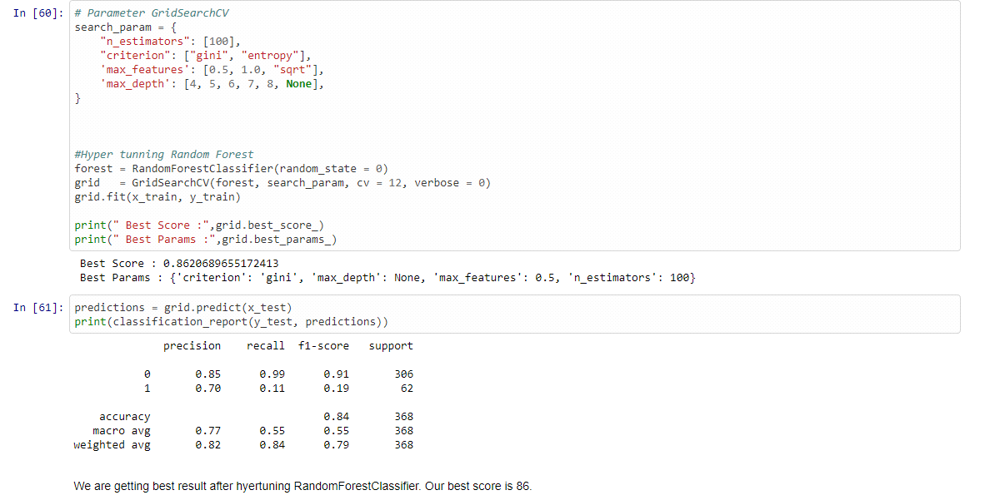 In [60]: # Parameter GridSearchCV
search_param = {
    "n_estimators": [100],
    "criterion": ["gini", "entropy"],
    'max_features': [0.5, 1.0, "sqrt"],
    'max_depth': [4, 5, 6, 7, 8, None],
}
#Hyper tunning Random Forest
forest = RandomForestClassifier(random_state = 0)
grid   = GridSearchCV(forest, search_param, cv = 12, verbose = 0)
grid.fit(x_train, y_train)
print(" Best Score :",grid.best_score_)
print(" Best Params :",grid.best_params_)
Best Score : 0.8620689655172413
Best Params : {'criterion': 'gini', 'max_depth': None, 'max_features': 0.5, 'n_estimators': 100}
In [61]: predictions = grid.predict(x_test)
print(classification_report(y_test, predictions))
precision    recall  f1-score   support
0       0.85      0.99      0.91       306
1       0.70      0.11      0.19        62
accuracy                           0.84       368
macro avg       0.77      0.55      0.55       368
weighted avg       0.82      0.84      0.79       368
We are getting best result after hyertuning RandomForestClassifier. Our best score is 86.